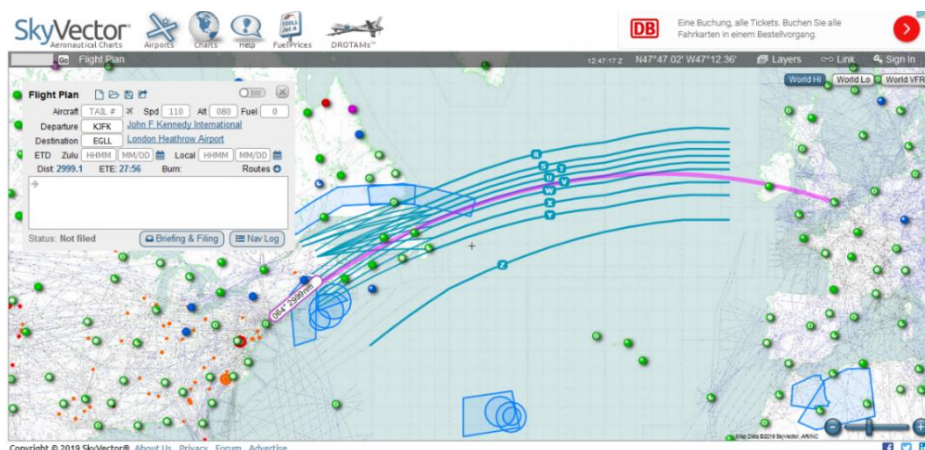 SkyVector
Aeronautical Charts
Airports
Charts
Help
FuelPrices
DROTAMs™
DB
Eine Buchung, alle Tickets. Buchen Sie alle
Fahrkarten in einem Bestellvorgang.
Go Flight Plan
12:47:17 Z N47°47.02' W47°12.36' Layers Link Sign In
World Hi World Lo World VFR
Flight Plan
Aircraft TAIL # Spd 110 Alt 080 Fuel 0
Departure KJFK John F Kennedy International
Destination EGLL London Heathrow Airport
ETD Zulu HHMM MM/DD Local HHMM MM/DD
Dist 2999.1 ETE: 27:56 Burn: Routes
Status: Not filed Briefing & Filing Nav Log
T
U
V
W
X
Y
Z
064° 2999nm
Map Data ©2019 SkyVector, ARINC
Copyright © 2019 SkyVector® About Us Privacy Forum Advertise